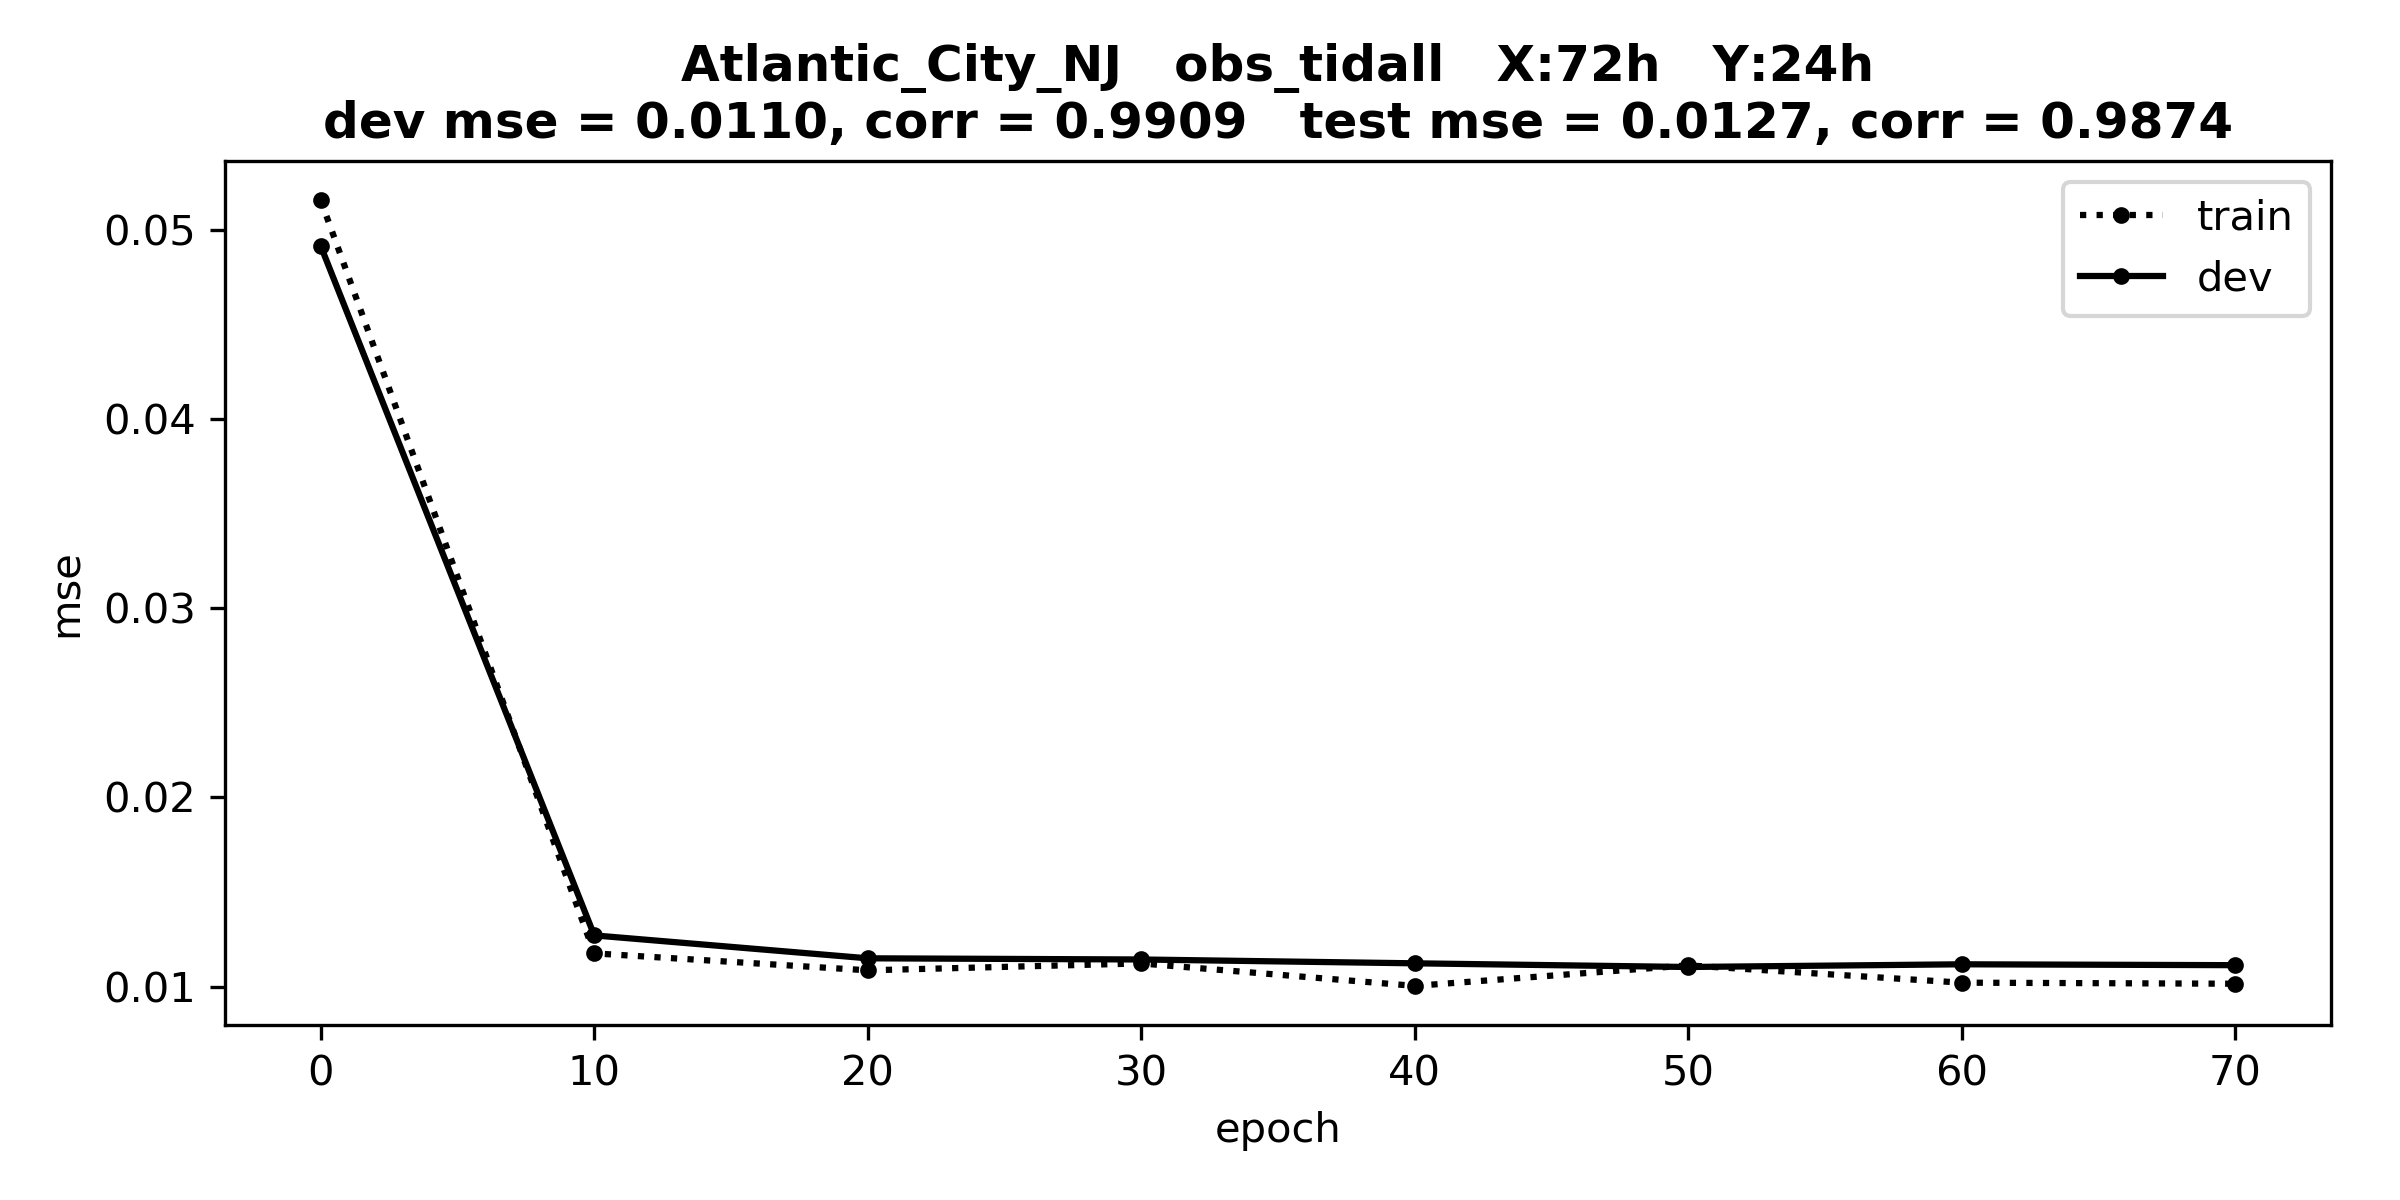 Atlantic_City_NJ   obs_tidall   X:72h   Y:24h
dev mse = 0.0110, corr = 0.9909   test mse = 0.0127, corr = 0.9874
train
dev
0.05
0.04
0.03
0.02
0.01
mse
0 10 20 30 40 50 60 70
epoch